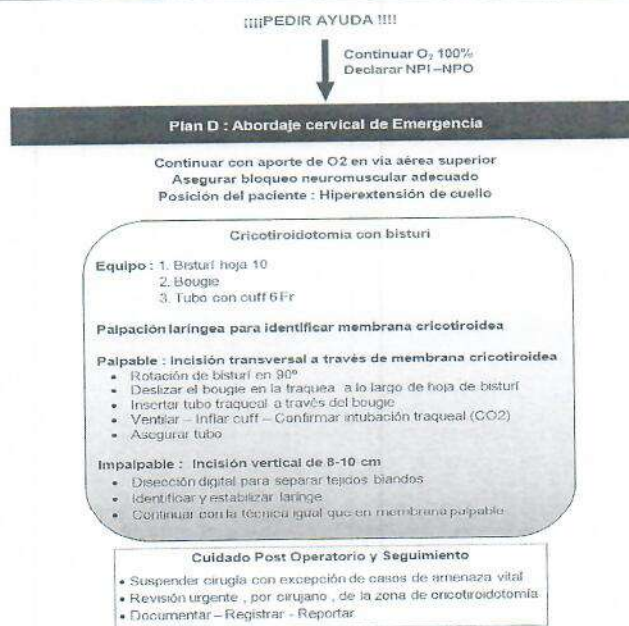 ¡¡¡¡PEDIR AYUDA !!!!
Continuar O₂ 100%
Declarar NPI –NPO
Plan D : Abordaje cervical de Emergencia
Continuar con aporte de O2 en vía aérea superior
Asegurar bloqueo neuromuscular adecuado
Posición del paciente : Hiperextensión de cuello
Cricotiroidotomía con bisturí
Equipo : 1. Bisturí hoja 10
2. Bougie
3. Tubo con cuff 6 Fr
Palpación laríngea para identificar membrana cricotiroidea
Palpable : Incisión transversal a través de membrana cricotiroidea
• Rotación de bisturí en 90º
• Deslizar el bougie en la traquea a lo largo de hoja de bisturí
• Insertar tubo traqueal a través del bougie
• Ventilar – Inflar cuff – Confirmar intubación traqueal (CO2)
• Asegurar tubo
Impalpable : Incisión vertical de 8-10 cm
• Disección digital para separar tejidos blandos
• Identificar y estabilizar laringe
• Continuar con la técnica igual que en membrana palpable
Cuidado Post Operatorio y Seguimiento
• Suspender cirugía con excepción de casos de amenaza vital
• Revisión urgente , por cirujano , de la zona de cricotiroidotomía
• Documentar – Registrar - Reportar